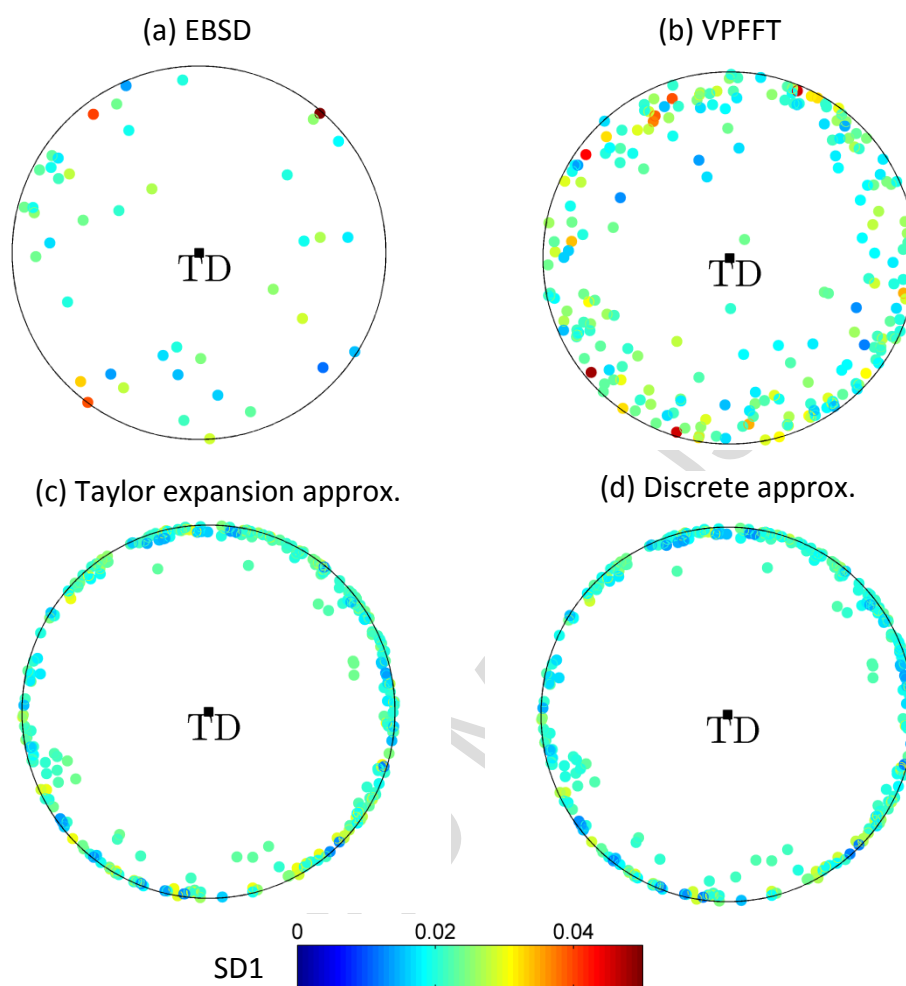 (a) EBSD
(b) VPFFT
TD
TD
(c) Taylor expansion approx.
(d) Discrete approx.
TD
TD
0 0.02 0.04
SD1